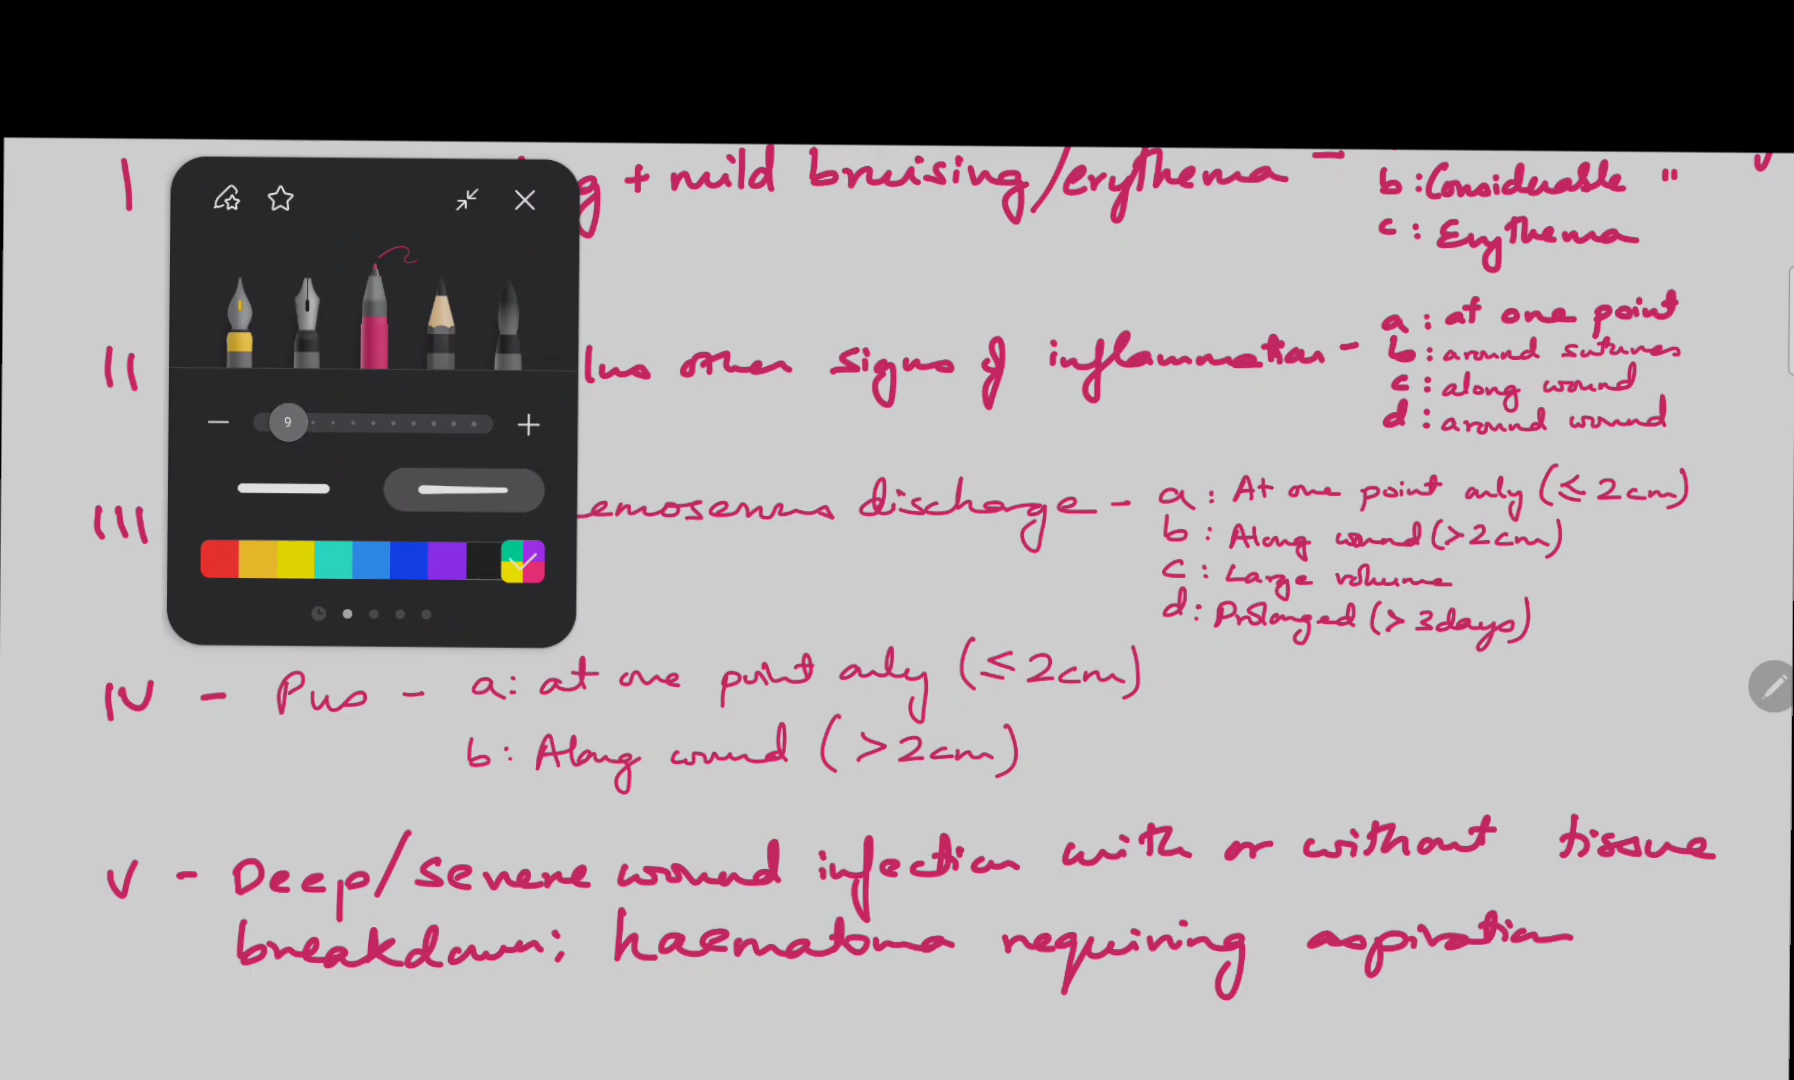 I g + mild bruising/erythema -
b : Considerable "
c : Erythema
II lus other signs of inflammation -
a : at one point
b : around sutures
c : along wound
d : around wound
III emoserous discharge - a : At one point only (≤ 2cm)
b : Along wound (> 2cm)
c : Large volume
d : Prolonged (> 3days)
9
IV - Pus - a: at one point only (≤ 2cm)
b: Along wound (> 2cm)
V - Deep/severe wound infection with or without tissue
breakdown; haematoma requiring aspiration